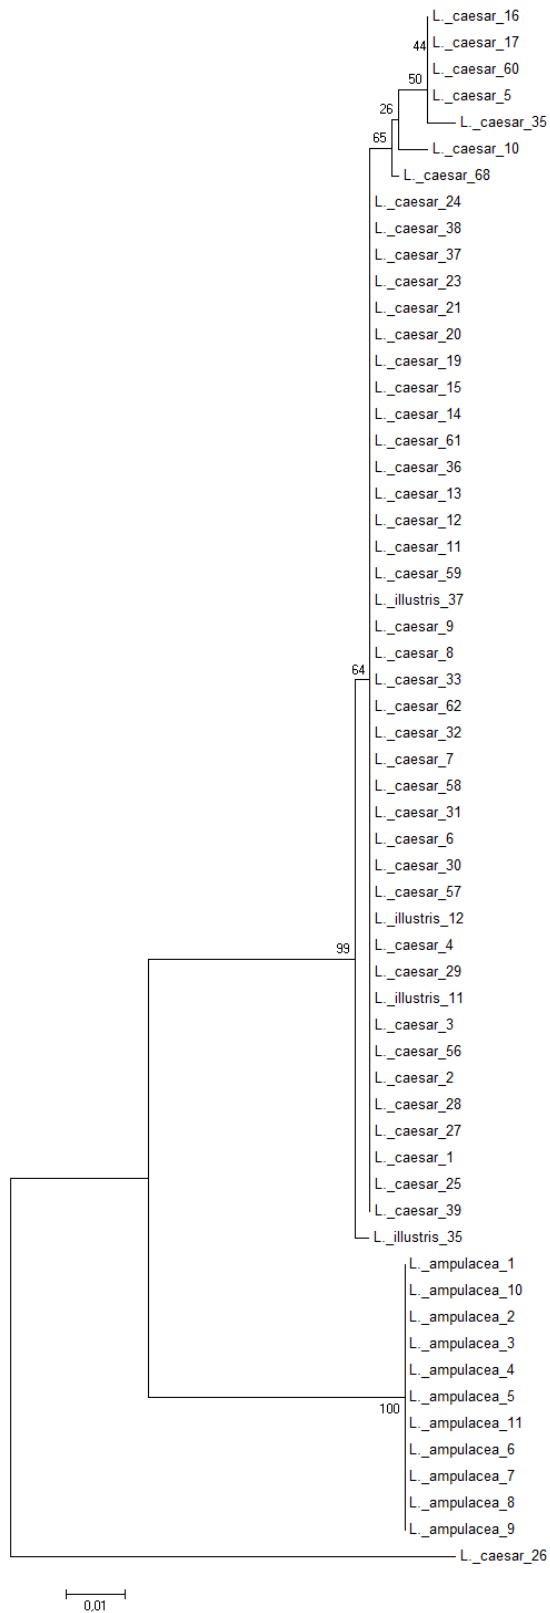 L._caesar_16
44
L._caesar_17
L._caesar_60
50
L._caesar_5
26
L._caesar_35
65
L._caesar_10
L._caesar_68
L._caesar_24
L._caesar_38
L._caesar_37
L._caesar_23
L._caesar_21
L._caesar_20
L._caesar_19
L._caesar_15
L._caesar_14
L._caesar_61
L._caesar_36
L._caesar_13
L._caesar_12
L._caesar_11
L._caesar_59
L._illustris_37
L._caesar_9
L._caesar_8
64
L._caesar_33
L._caesar_62
L._caesar_32
L._caesar_7
L._caesar_58
L._caesar_31
L._caesar_6
L._caesar_30
L._caesar_57
L._illustris_12
99
L._caesar_4
L._caesar_29
L._illustris_11
L._caesar_3
L._caesar_56
L._caesar_2
L._caesar_28
L._caesar_27
L._caesar_1
L._caesar_25
L._caesar_39
L._illustris_35
L._ampulacea_1
L._ampulacea_10
L._ampulacea_2
L._ampulacea_3
L._ampulacea_4
L._ampulacea_5
100
L._ampulacea_11
L._ampulacea_6
L._ampulacea_7
L._ampulacea_8
L._ampulacea_9
L._caesar_26
0,01